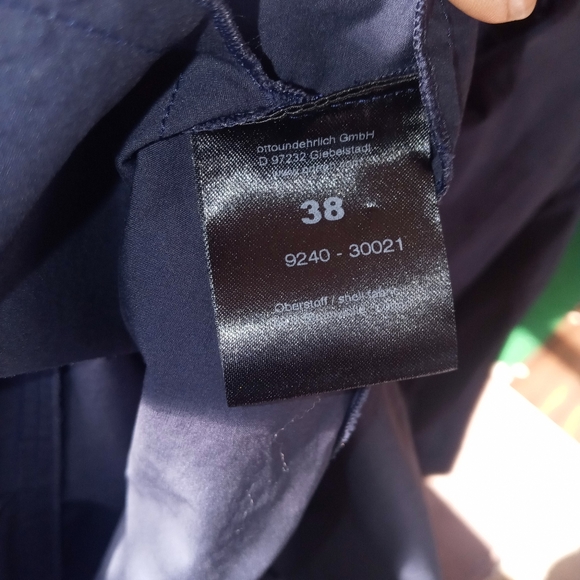 ottoundehrlich GmbH
D 97232 Giebelstadt
38
9240 - 30021
Oberstoff / shell fabric